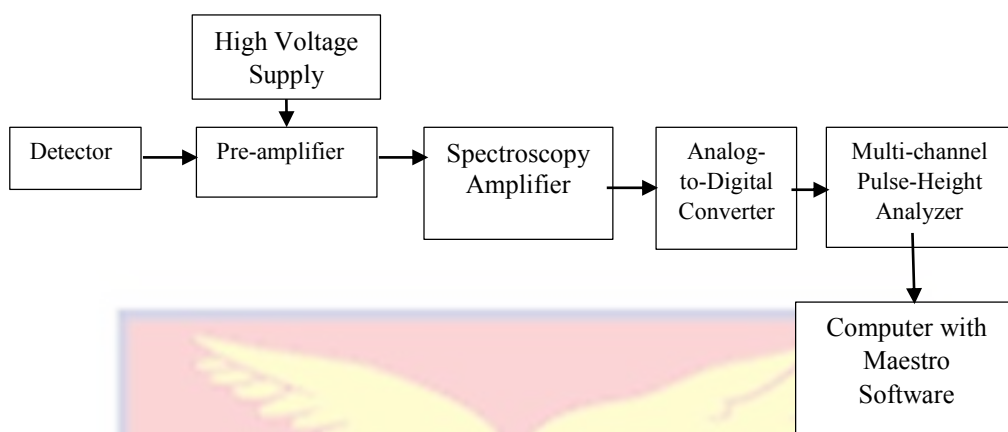 High Voltage
Supply
Detector
Pre-amplifier
Spectroscopy
Amplifier
Analog-
to-Digital
Converter
Multi-channel
Pulse-Height
Analyzer
Computer with
Maestro
Software